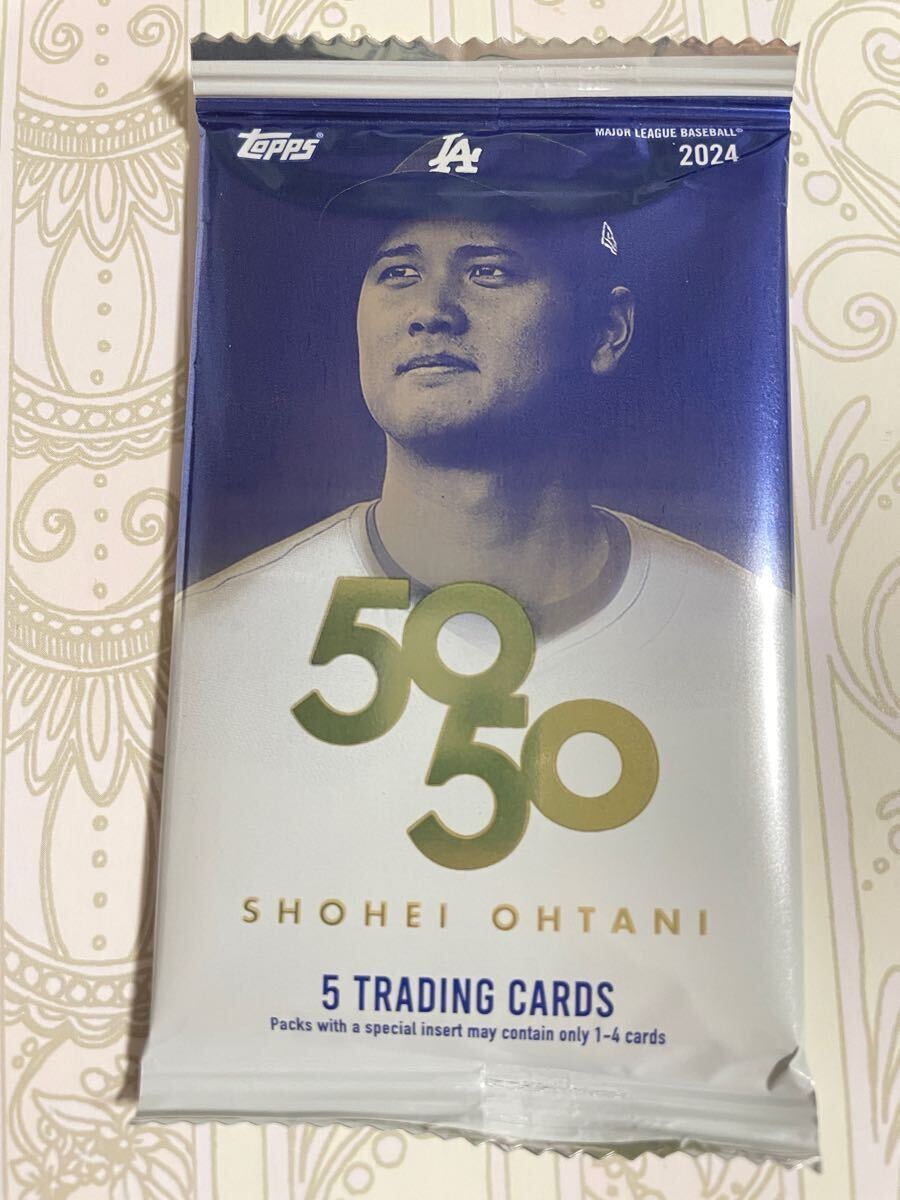 Topps®
MAJOR LEAGUE BASEBALL®
2024
LA
50
50
SHOHEI OHTANI
5 TRADING CARDS
Packs with a special insert may contain only 1-4 cards